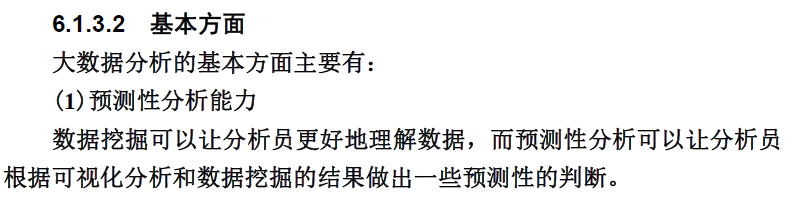 6.1.3.2 基本方面
大数据分析的基本方面主要有：
(1)预测性分析能力
数据挖掘可以让分析员更好地理解数据，而预测性分析可以让分析员
根据可视化分析和数据挖掘的结果做出一些预测性的判断。